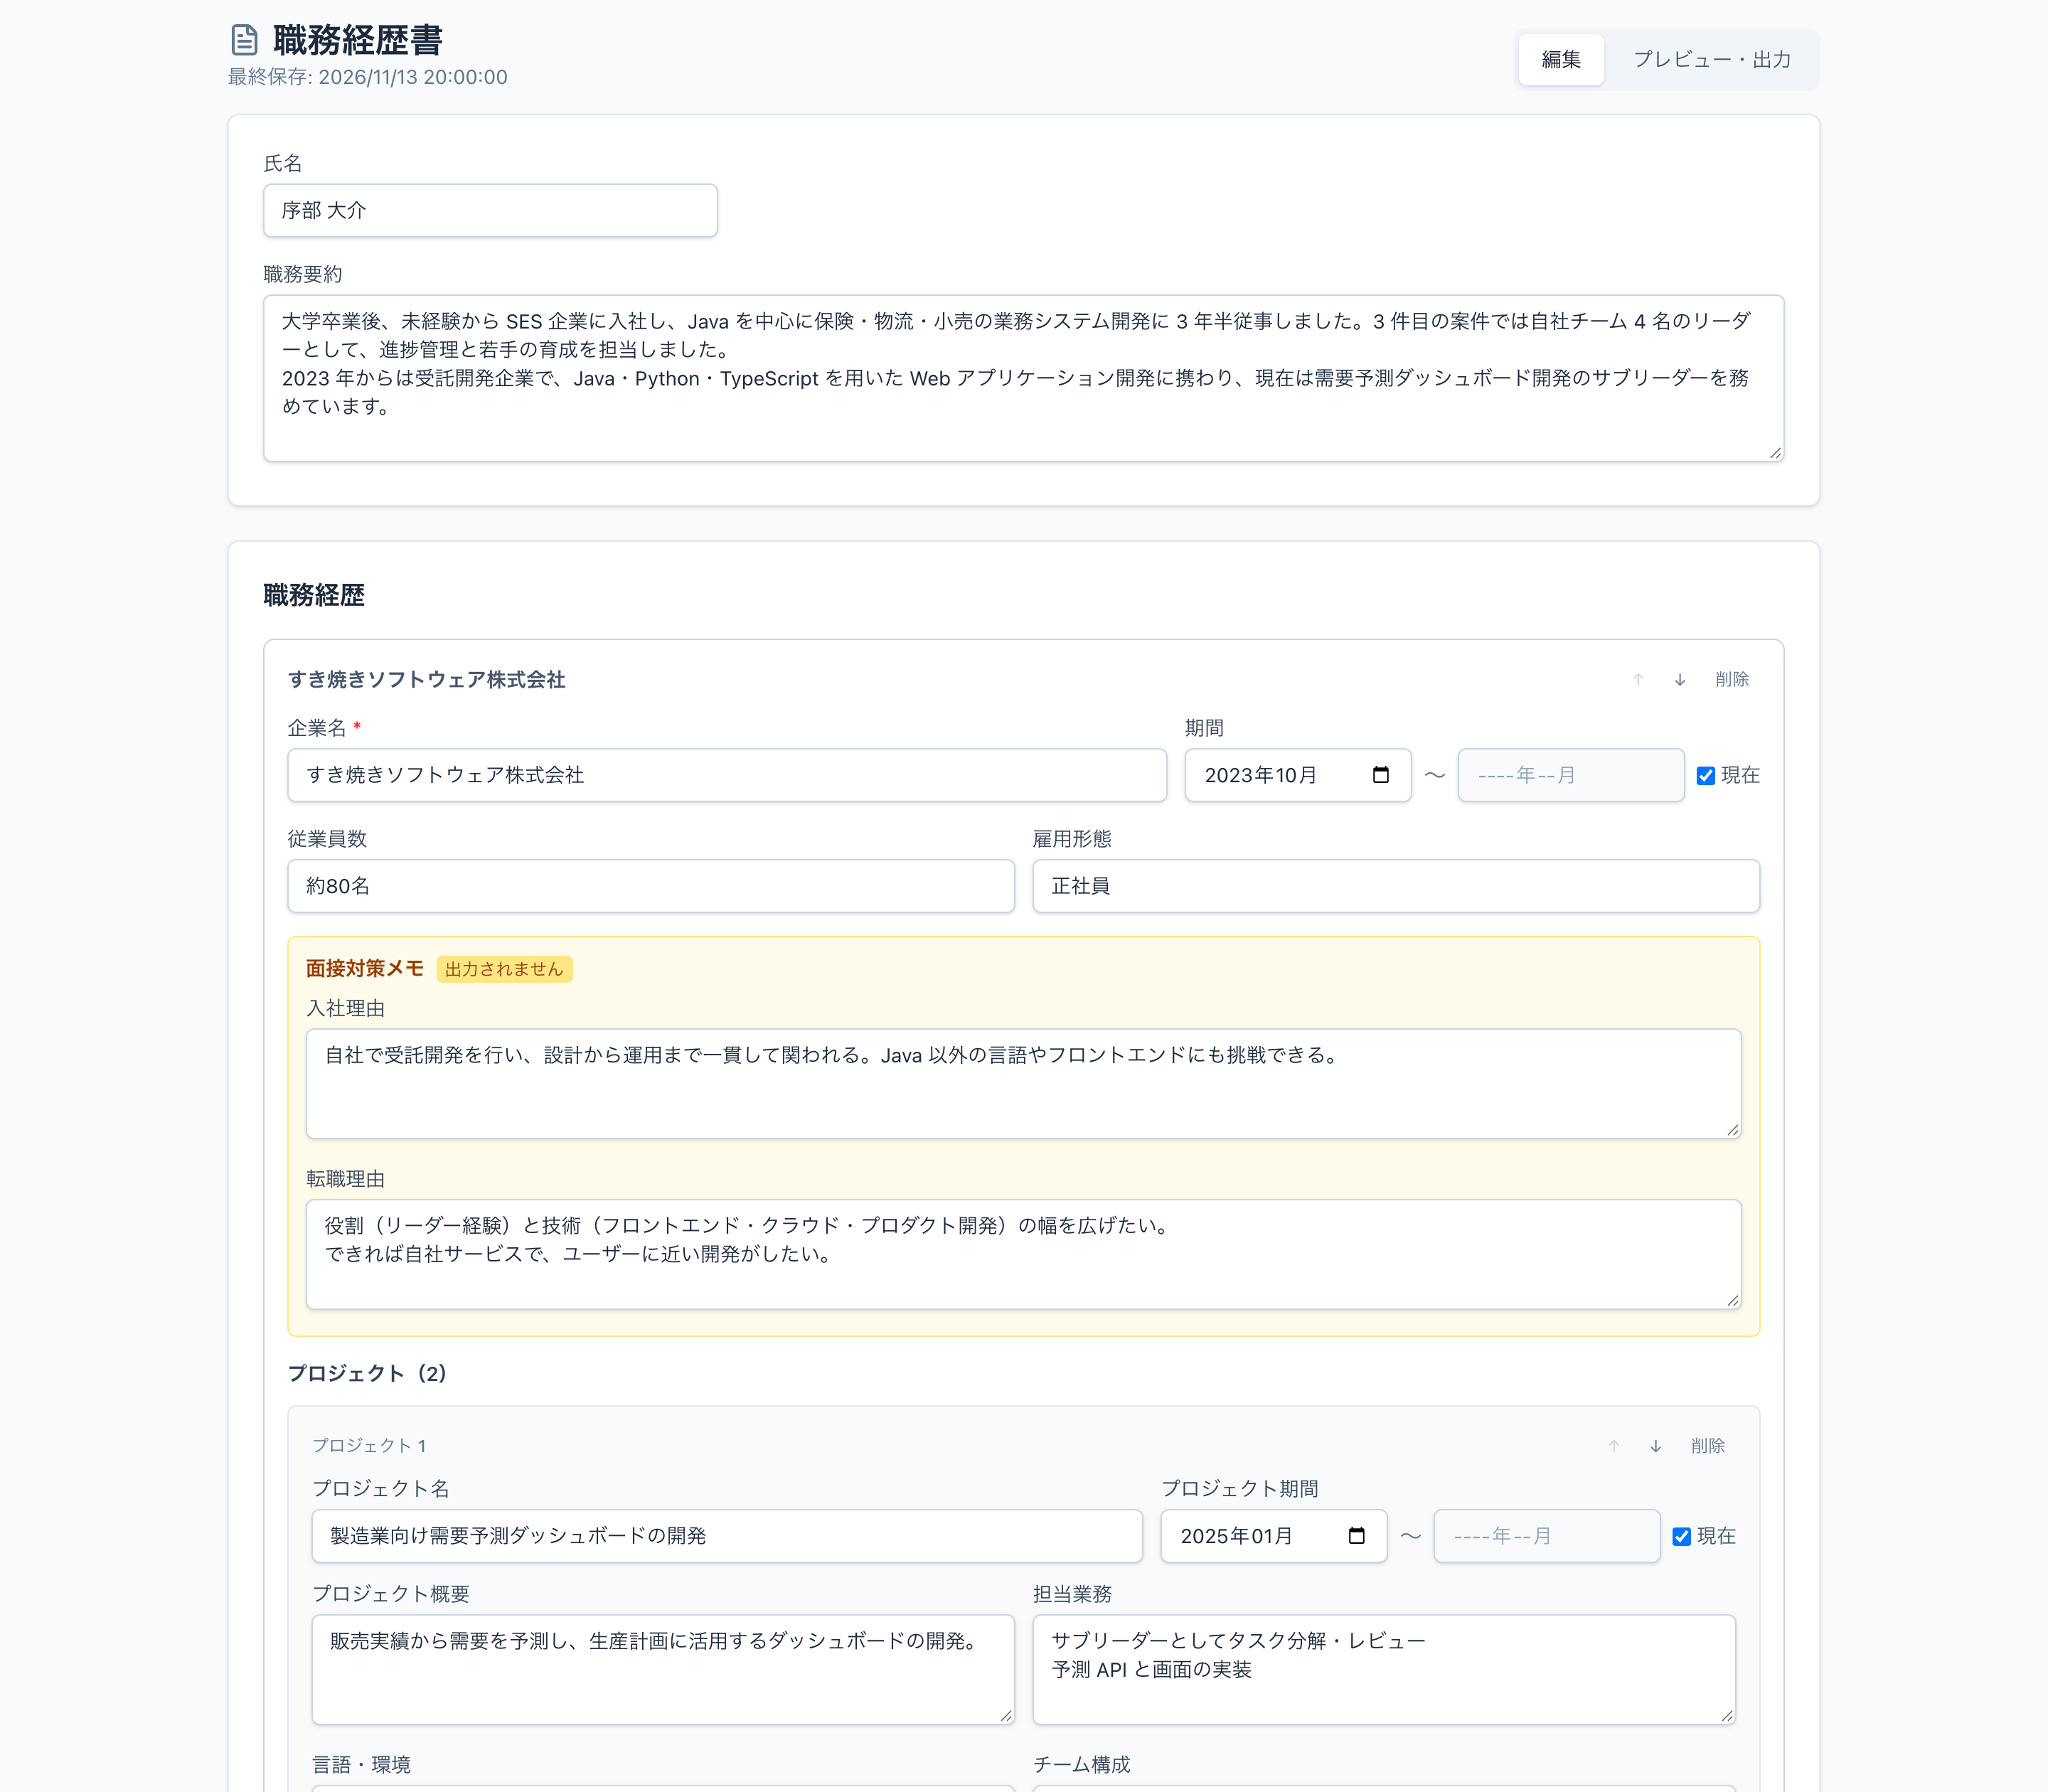 職務経歴書
最終保存: 2026/11/13 20:00:00
編集
プレビュー・出力
氏名
序部 大介
職務要約
大学卒業後、未経験から SES 企業に入社し、Java を中心に保険・物流・小売の業務システム開発に 3 年半従事しました。3 件目の案件では自社チーム 4 名のリーダ
ーとして、進捗管理と若手の育成を担当しました。
2023 年からは受託開発企業で、Java・Python・TypeScript を用いた Web アプリケーション開発に携わり、現在は需要予測ダッシュボード開発のサブリーダーを務
めています。
職務経歴
すき焼きソフトウェア株式会社
↑ ↓ 削除
企業名 *
期間
すき焼きソフトウェア株式会社
2023年10月 〜 ----年--月 現在
従業員数
雇用形態
約80名
正社員
面接対策メモ 出力されません
入社理由
自社で受託開発を行い、設計から運用まで一貫して関われる。Java 以外の言語やフロントエンドにも挑戦できる。
転職理由
役割（リーダー経験）と技術（フロントエンド・クラウド・プロダクト開発）の幅を広げたい。
できれば自社サービスで、ユーザーに近い開発がしたい。
プロジェクト（2）
プロジェクト 1
↑ ↓ 削除
プロジェクト名
プロジェクト期間
製造業向け需要予測ダッシュボードの開発
2025年01月 〜 ----年--月 現在
プロジェクト概要
担当業務
販売実績から需要を予測し、生産計画に活用するダッシュボードの開発。
サブリーダーとしてタスク分解・レビュー
予測 API と画面の実装
言語・環境
チーム構成